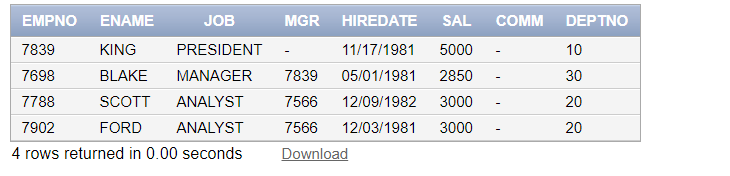 EMPNO ENAME JOB MGR HIREDATE SAL COMM DEPTNO
7839 KING PRESIDENT - 11/17/1981 5000 - 10
7698 BLAKE MANAGER 7839 05/01/1981 2850 - 30
7788 SCOTT ANALYST 7566 12/09/1982 3000 - 20
7902 FORD ANALYST 7566 12/03/1981 3000 - 20
4 rows returned in 0.00 seconds Download